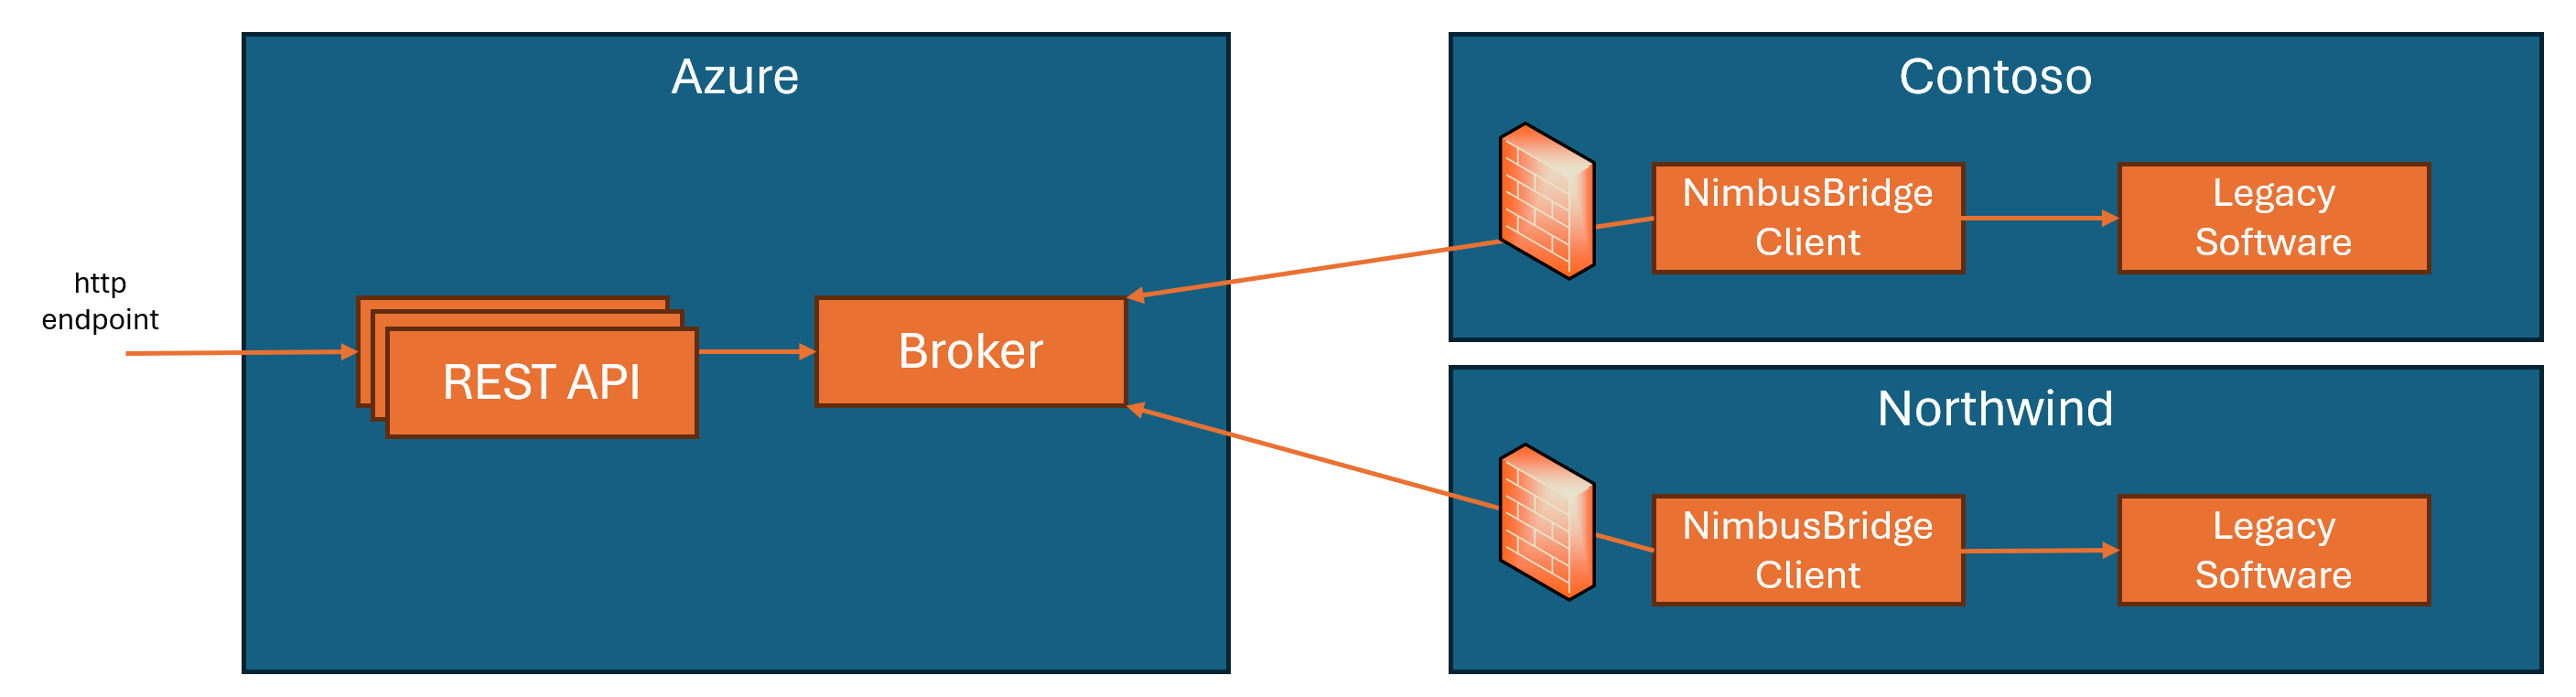 Azure
http
endpoint
REST API
Broker
Contoso
NimbusBridge
Client
Legacy
Software
Northwind
NimbusBridge
Client
Legacy
Software